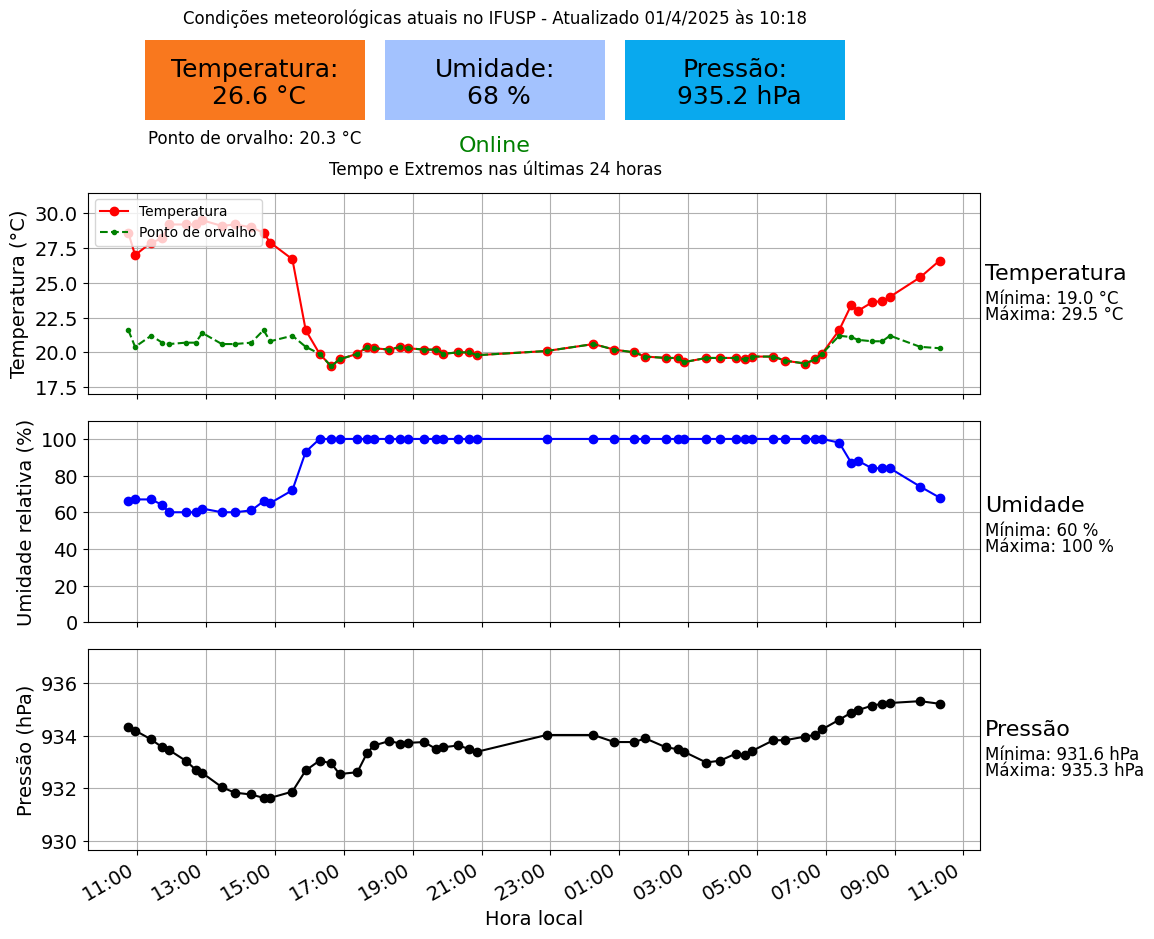 Condições meteorológicas atuais no IFUSP - Atualizado 01/4/2025 às 10:18
Temperatura:
26.6 °C
Umidade:
68 %
Pressão:
935.2 hPa
Ponto de orvalho: 20.3 °C
Online
Tempo e Extremos nas últimas 24 horas
Temperatura (°C)
30.0
27.5
25.0
22.5
20.0
17.5
Temperatura
Ponto de orvalho
Temperatura
Mínima: 19.0 °C
Máxima: 29.5 °C
Umidade relativa (%)
100
80
60
40
20
0
Umidade
Mínima: 60 %
Máxima: 100 %
Pressão (hPa)
936
934
932
930
Pressão
Mínima: 931.6 hPa
Máxima: 935.3 hPa
11:00 13:00 15:00 17:00 19:00 21:00 23:00 01:00 03:00 05:00 07:00 09:00 11:00
Hora local